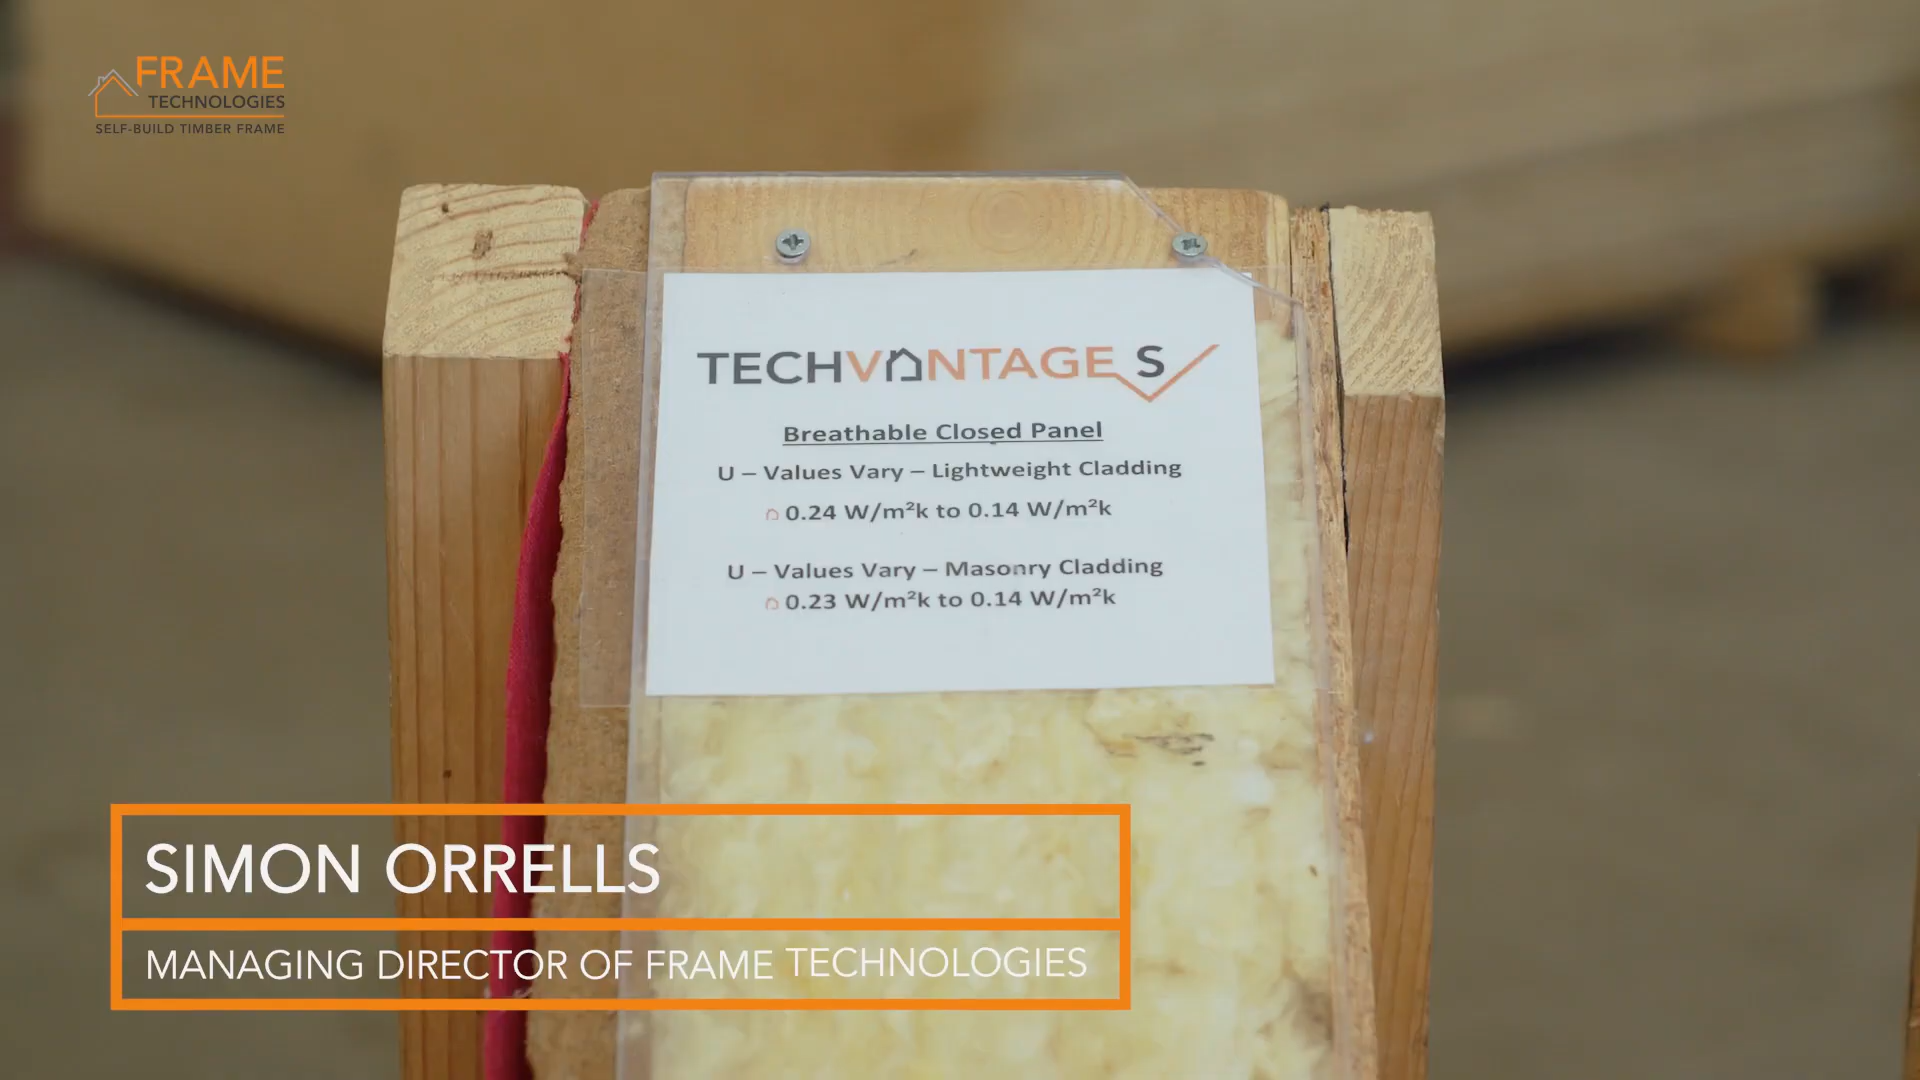 FRAME
TECHNOLOGIES
SELF-BUILD TIMBER FRAME
TECHVANTAGE S
Breathable Closed Panel
U – Values Vary – Lightweight Cladding
0.24 W/m²k to 0.14 W/m²k
U – Values Vary – Masonry Cladding
0.23 W/m²k to 0.14 W/m²k
SIMON ORRELLS
MANAGING DIRECTOR OF FRAME TECHNOLOGIES